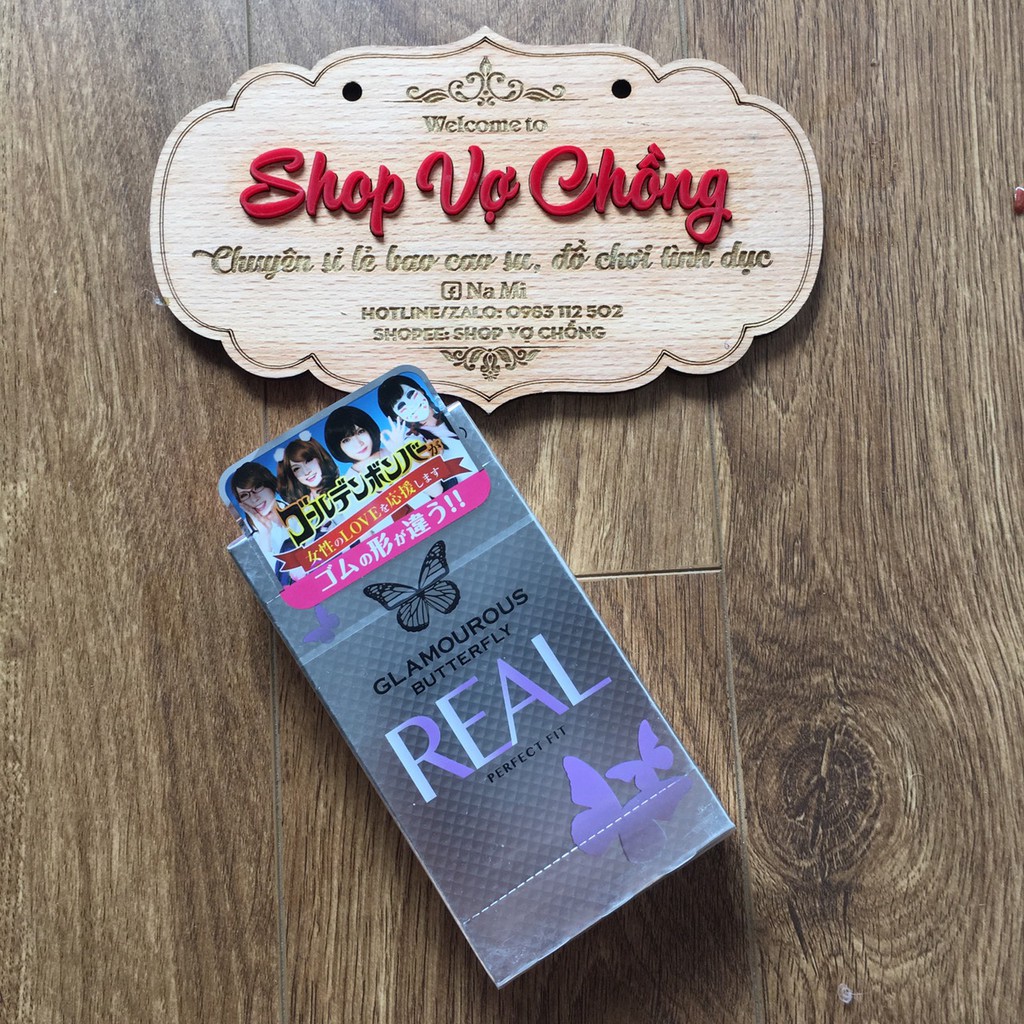 Welcome to
Shop Vợ Chồng
Chuyên sỉ lẻ bao cao su, đồ chơi tình dục
Na Mi
HOTLINE/ZALO: 0983 112 502
SHOPEE: SHOP VỢ CHỒNG
ゴールデンボンバーが
女性のLOVEを応援します
ゴムの形が違う!!
GLAMOUROUS
BUTTERFLY
REAL
PERFECT FIT